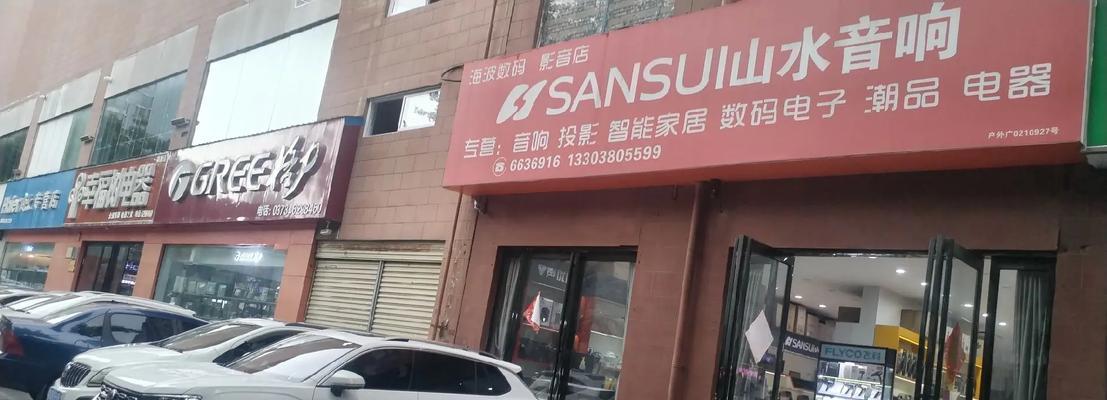 海波数码 影音店
SANSUI山水音响
专营：音响 投影 智能家居 数码电子 潮品 电器
6636916 13303805599
户外广0210927号
GREE格力
幸福树电器
SANSUI
FLYCO飞科